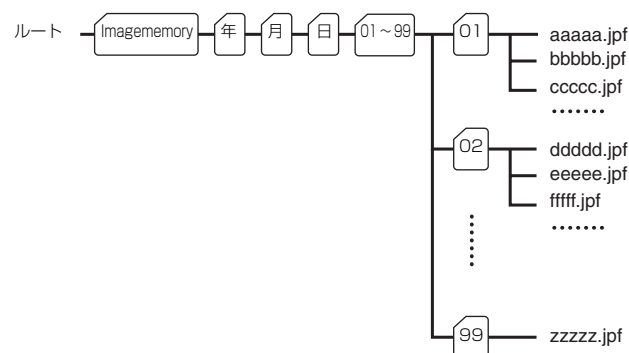 ルート Imagememory 年 月 日 01～99 01 aaaaa.jpf
bbbbb.jpf
ccccc.jpf
.......
02 ddddd.jpf
eeeee.jpf
fffff.jpf
.......
99 zzzzz.jpf